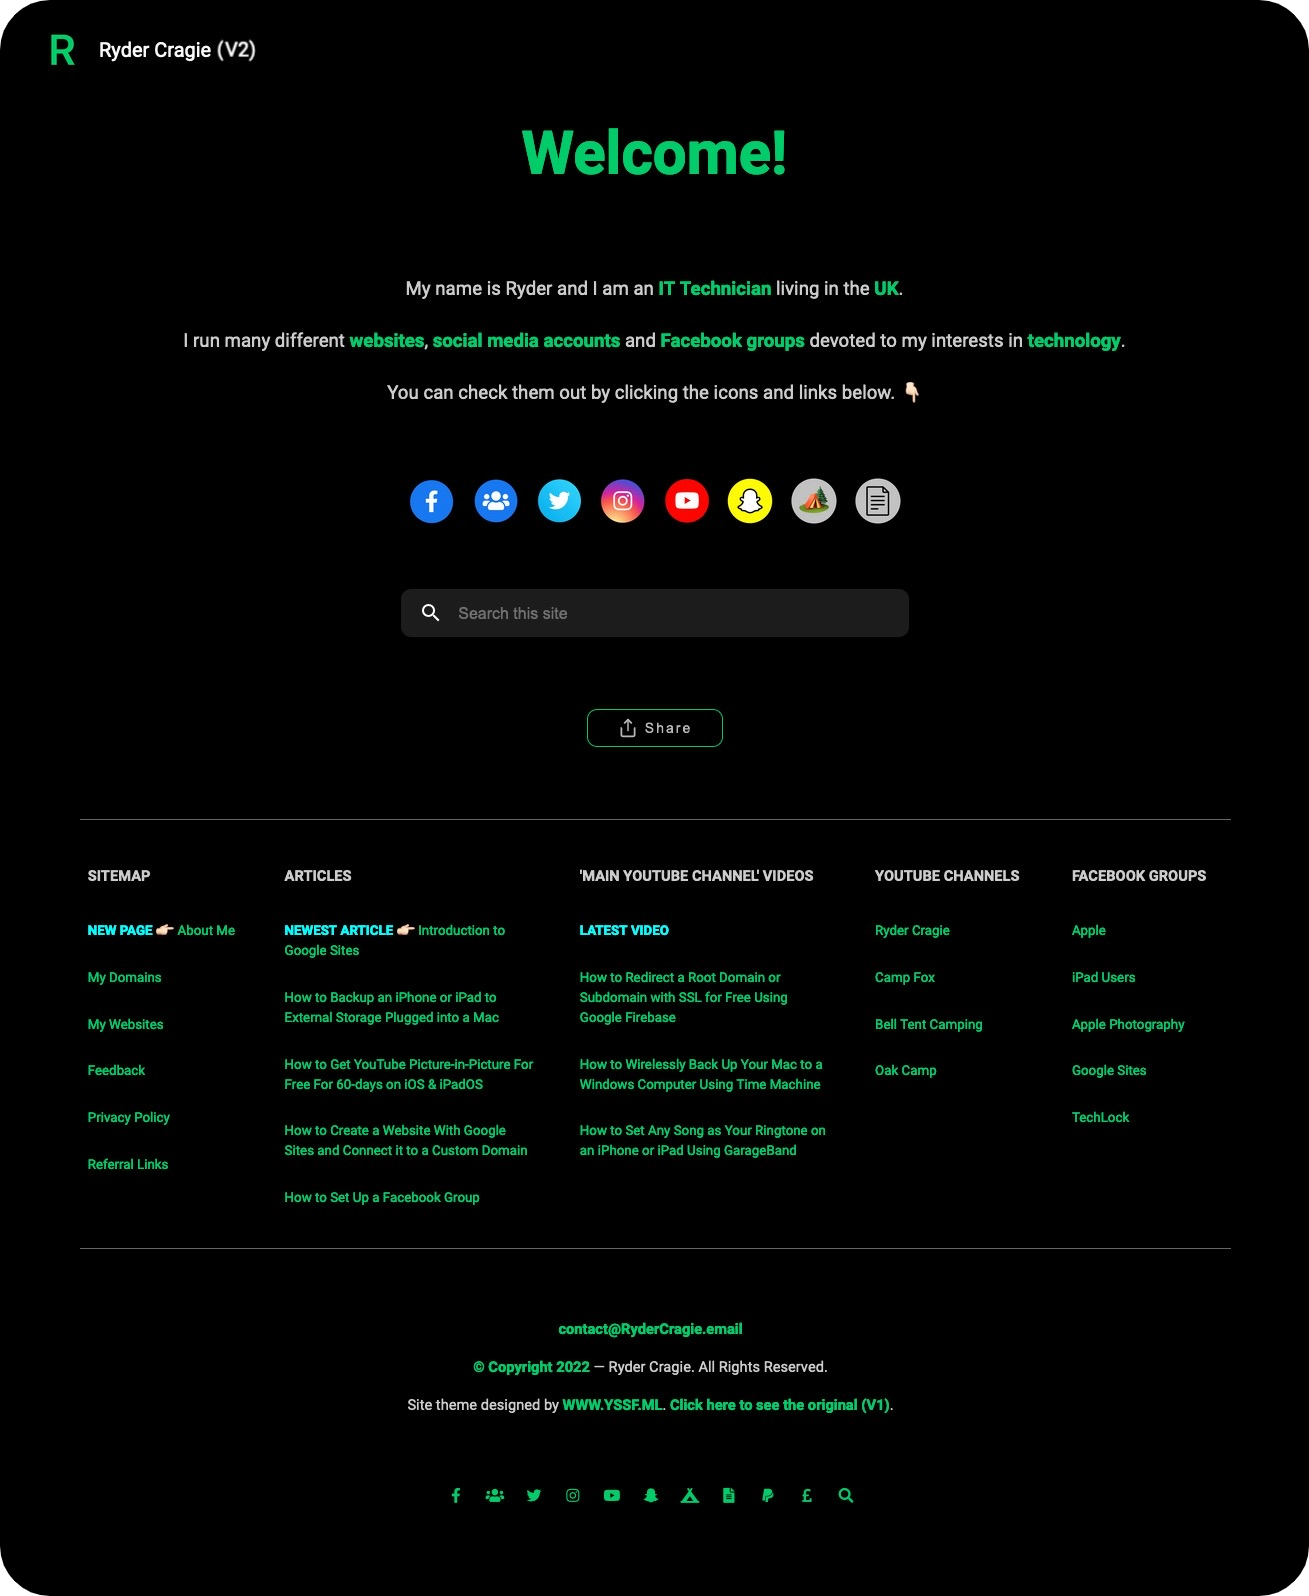 R
Ryder Cragie (V2)
Welcome!
My name is Ryder and I am an IT Technician living in the UK.
I run many different websites, social media accounts and Facebook groups devoted to my interests in technology.
You can check them out by clicking the icons and links below. 👇🏻
Search this site
Share
SITEMAP
NEW PAGE 👉🏻 About Me
My Domains
My Websites
Feedback
Privacy Policy
Referral Links
ARTICLES
NEWEST ARTICLE 👉🏻 Introduction to
Google Sites
How to Backup an iPhone or iPad to
External Storage Plugged into a Mac
How to Get YouTube Picture-in-Picture For
Free For 60-days on iOS & iPadOS
How to Create a Website With Google
Sites and Connect it to a Custom Domain
How to Set Up a Facebook Group
'MAIN YOUTUBE CHANNEL' VIDEOS
LATEST VIDEO
How to Redirect a Root Domain or
Subdomain with SSL for Free Using
Google Firebase
How to Wirelessly Back Up Your Mac to a
Windows Computer Using Time Machine
How to Set Any Song as Your Ringtone on
an iPhone or iPad Using GarageBand
YOUTUBE CHANNELS
Ryder Cragie
Camp Fox
Bell Tent Camping
Oak Camp
FACEBOOK GROUPS
Apple
iPad Users
Apple Photography
Google Sites
TechLock
contact@RyderCragie.email
© Copyright 2022 — Ryder Cragie. All Rights Reserved.
Site theme designed by WWW.YSSF.ML. Click here to see the original (V1).